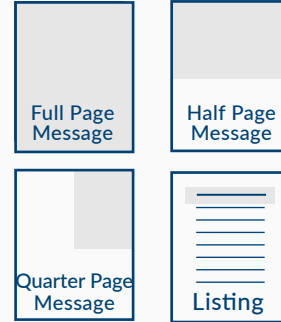 Full Page
Message
Half Page
Message
Quarter Page
Message
Listing